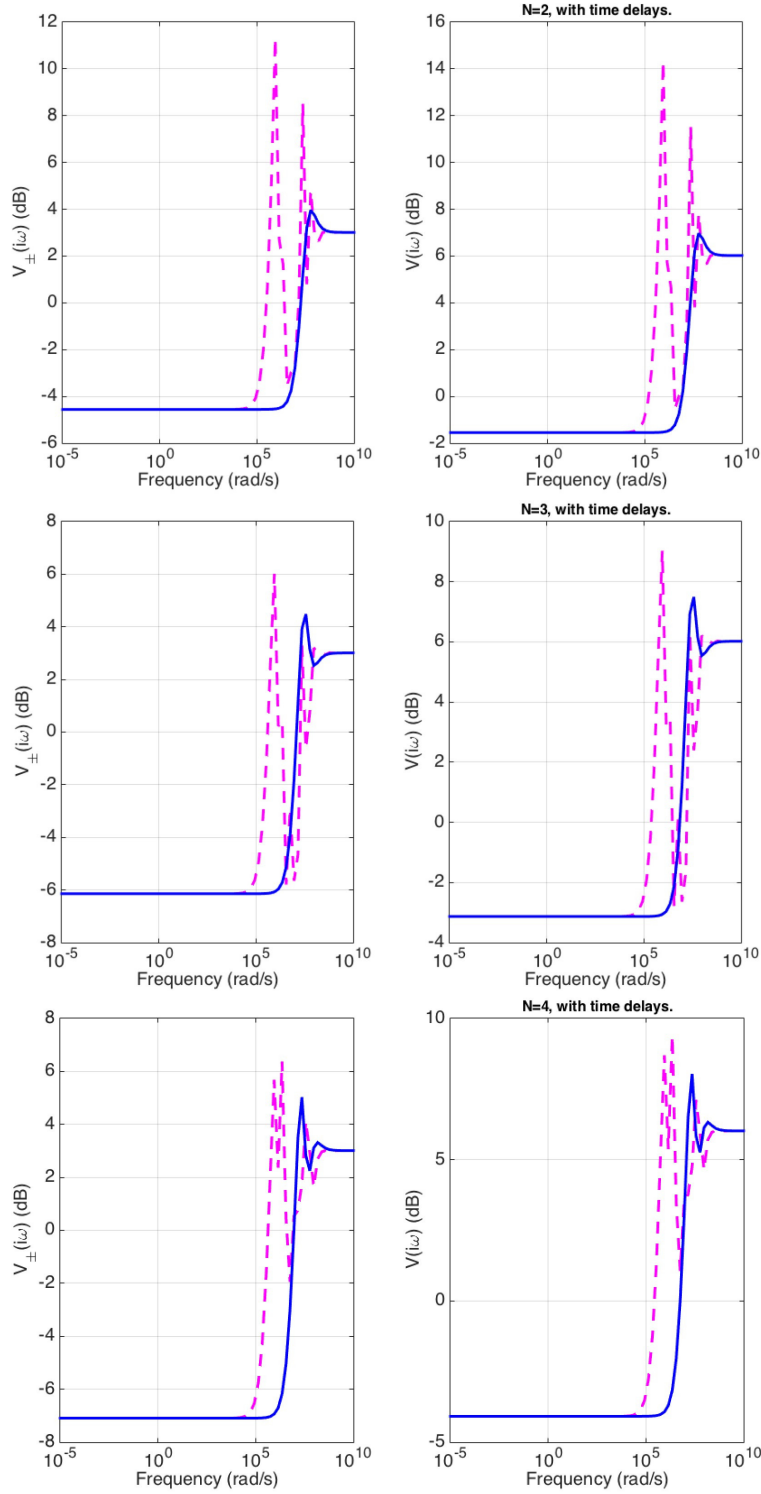 N=2, with time delays.
12
10
8
6
4
2
0
-2
-4
-6
V±(iω) (dB)
10^-5 10^0 10^5 10^10
Frequency (rad/s)
16
14
12
10
8
6
4
2
0
-2
V(iω) (dB)
10^-5 10^0 10^5 10^10
Frequency (rad/s)
N=3, with time delays.
8
6
4
2
0
-2
-4
-6
-8
V±(iω) (dB)
10^-5 10^0 10^5 10^10
Frequency (rad/s)
10
8
6
4
2
0
-2
-4
V(iω) (dB)
10^-5 10^0 10^5 10^10
Frequency (rad/s)
N=4, with time delays.
8
6
4
2
0
-2
-4
-6
-8
V±(iω) (dB)
10^-5 10^0 10^5 10^10
Frequency (rad/s)
10
5
0
-5
V(iω) (dB)
10^-5 10^0 10^5 10^10
Frequency (rad/s)